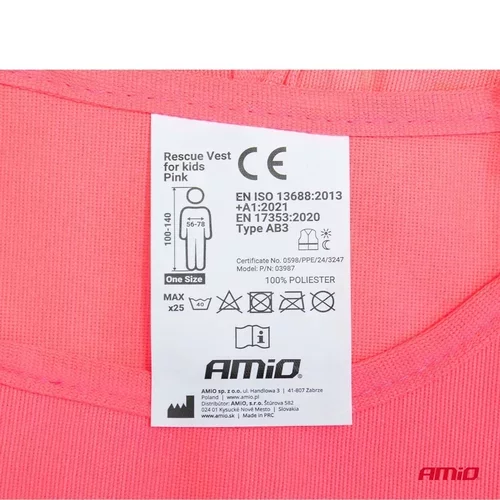 Rescue Vest
for kids
Pink
CE
EN ISO 13688:2013
+A1:2021
EN 17353:2020
Type AB3
100-140
56-78
One Size
Certificate No. 0598/PPE/24/3247
Model: P/N: 03987
100% POLIESTER
MAX
x25
40
AMiO®
AMIO sp. z o.o. ul. Handlowa 3 | 41-807 Zabrze
Poland | www.amio.pl
Distribútor: AMIO, s.r.o. Štúrova 582
024 01 Kysucké Nové Mesto | Slovakia
www.amio.sk | Made in PRC
AMiO